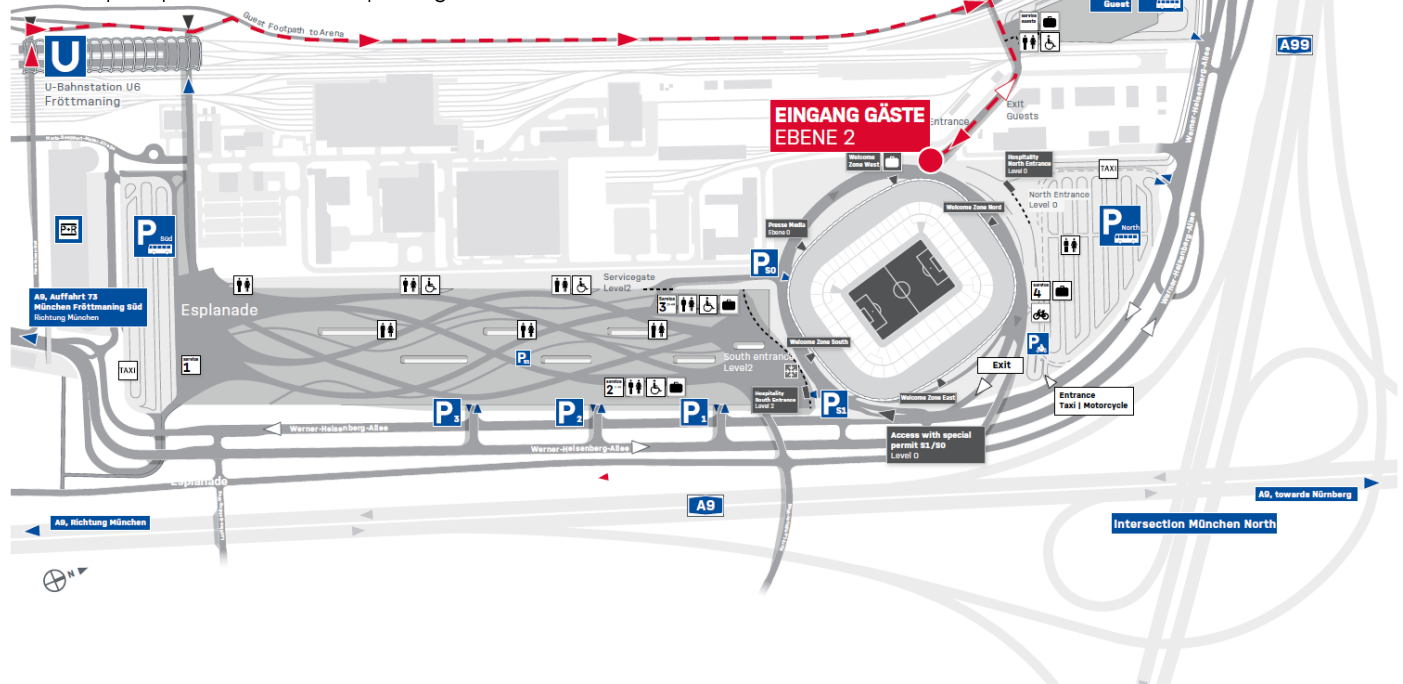 Guest
service
guests
A99
Guest Footpath to Arena
U
U-Bahnstation U6
Fröttmaning
EINGANG GÄSTE
EBENE 2
Entrance
Exit
Guests
Werner-Heisenberg-Allee
Welcome
Zone West
Hospitality
North Entrance
Level 0
TAXI
North Entrance
Level 0
Welcome Zone Nord
P
Süd
P
North
Presse Media
Ebene 0
P
S0
Servicegate
Level2
Werner-Heisenberg-Allee
A9, Auffahrt 73
München Fröttmaning Süd
Richtung München
Esplanade
service
3
service
4
Welcome Zone South
South entrance
Level2
TAXI
service
1
P
Exit
service
2
Hospitality
South Entrance
Level 2
P
S1
Welcome Zone East
Entrance
Taxi | Motorcycle
P
3
P
2
P
1
Werner-Heisenberg-Allee
Werner-Heisenberg-Allee
Access with special
permit S1/S0
Level 0
Esplanade
A9
A9, towards Nürnberg
A9, Richtung München
Intersection München North
N